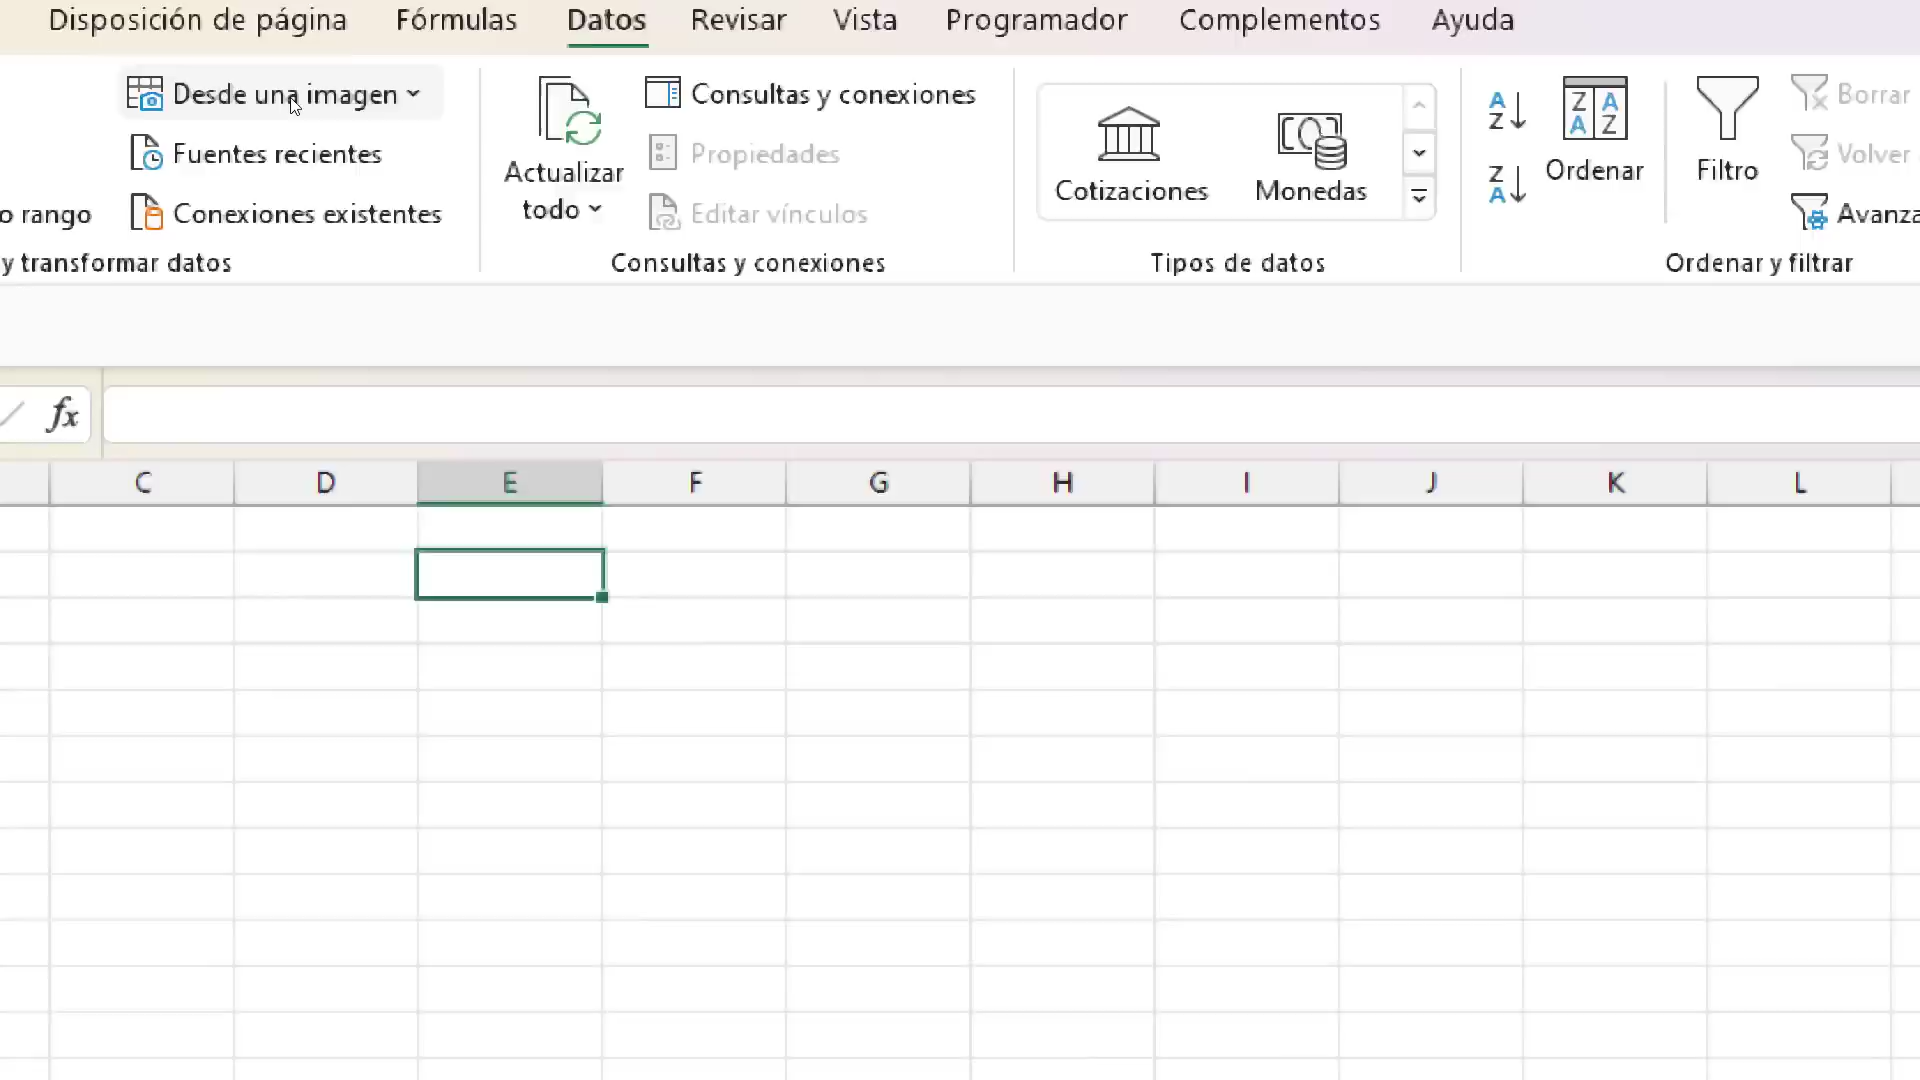 Disposición de página Fórmulas Datos Revisar Vista Programador Complementos Ayuda
Desde una imagen
Fuentes recientes
o rango
Conexiones existentes
y transformar datos
Actualizar
todo
Consultas y conexiones
Propiedades
Editar vínculos
Consultas y conexiones
Cotizaciones
Monedas
Tipos de datos
A
Z
Z
A
Z A
A Z
Ordenar
Filtro
Borrar
Volver
Avanza
Ordenar y filtrar
fx
C D E F G H I J K L